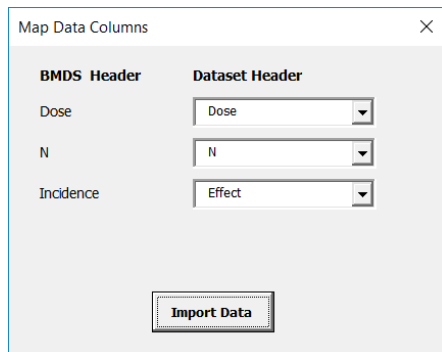 Map Data Columns
BMDS Header Dataset Header
Dose Dose
N N
Incidence Effect
Import Data